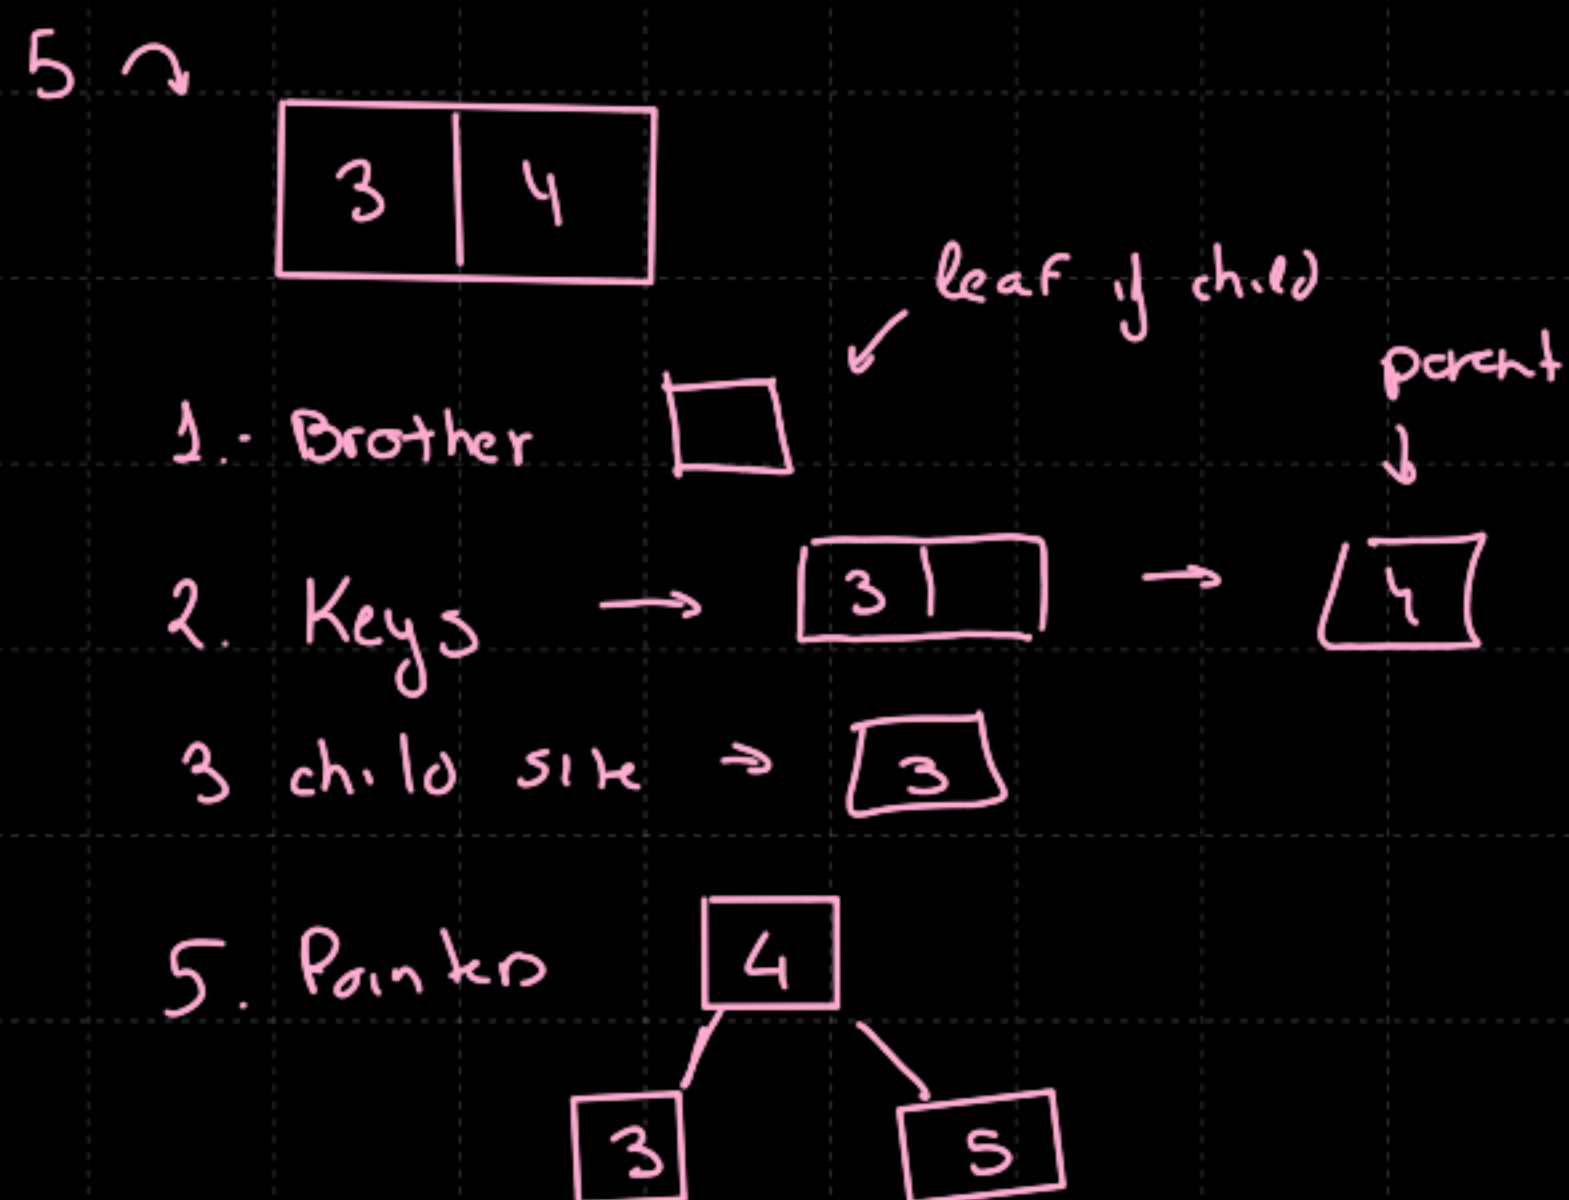 5
3 4
leaf if child
parent
1.- Brother
2. Keys → 3 → 4
3 child size → 3
5. Pointers 4
3 5